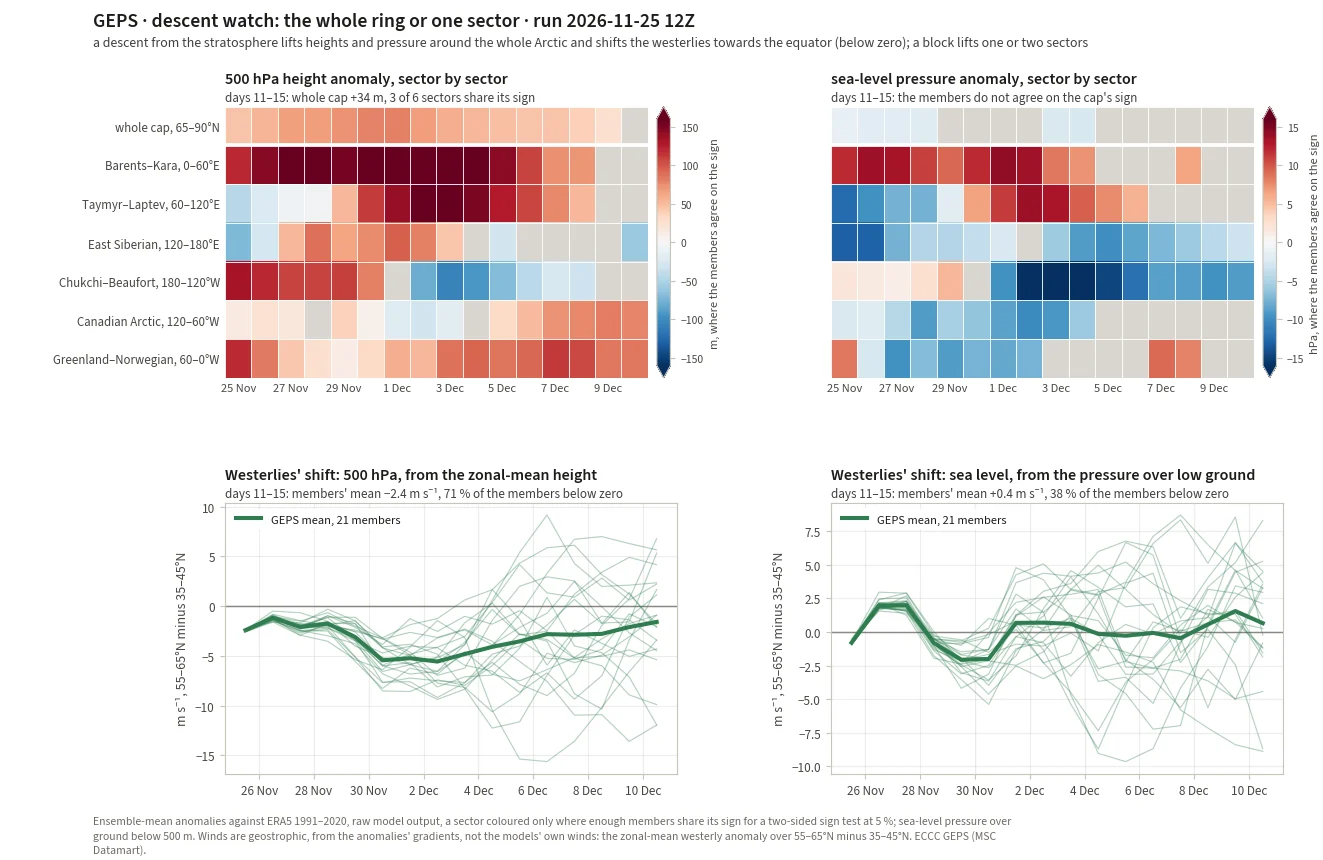 GEPS · descent watch: the whole ring or one sector · run 2026-11-25 12Z
a descent from the stratosphere lifts heights and pressure around the whole Arctic and shifts the westerlies towards the equator (below zero); a block lifts one or two sectors
500 hPa height anomaly, sector by sector
days 11–15: whole cap +34 m, 3 of 6 sectors share its sign
whole cap, 65–90°N
Barents–Kara, 0–60°E
Taymyr–Laptev, 60–120°E
East Siberian, 120–180°E
Chukchi–Beaufort, 180–120°W
Canadian Arctic, 120–60°W
Greenland–Norwegian, 60–0°W
25 Nov 27 Nov 29 Nov 1 Dec 3 Dec 5 Dec 7 Dec 9 Dec
150
100
50
0
−50
−100
−150
m, where the members agree on the sign
sea-level pressure anomaly, sector by sector
days 11–15: the members do not agree on the cap's sign
25 Nov 27 Nov 29 Nov 1 Dec 3 Dec 5 Dec 7 Dec 9 Dec
15
10
5
0
−5
−10
−15
hPa, where the members agree on the sign
Westerlies' shift: 500 hPa, from the zonal-mean height
days 11–15: members' mean −2.4 m s⁻¹, 71 % of the members below zero
GEPS mean, 21 members
10
5
0
−5
−10
−15
m s⁻¹, 55–65°N minus 35–45°N
26 Nov 28 Nov 30 Nov 2 Dec 4 Dec 6 Dec 8 Dec 10 Dec
Westerlies' shift: sea level, from the pressure over low ground
days 11–15: members' mean +0.4 m s⁻¹, 38 % of the members below zero
GEPS mean, 21 members
7.5
5.0
2.5
0.0
−2.5
−5.0
−7.5
−10.0
m s⁻¹, 55–65°N minus 35–45°N
26 Nov 28 Nov 30 Nov 2 Dec 4 Dec 6 Dec 8 Dec 10 Dec
Ensemble-mean anomalies against ERA5 1991–2020, raw model output, a sector coloured only where enough members share its sign for a two-sided sign test at 5 %; sea-level pressure over
ground below 500 m. Winds are geostrophic, from the anomalies' gradients, not the models' own winds: the zonal-mean westerly anomaly over 55–65°N minus 35–45°N. ECCC GEPS (MSC
Datamart).